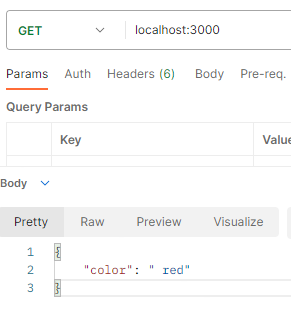 GET localhost:3000
Params Auth Headers (6) Body Pre-req.
Query Params
Key Value
Body
Pretty Raw Preview Visualize
1 {
2 "color": " red"
3 }